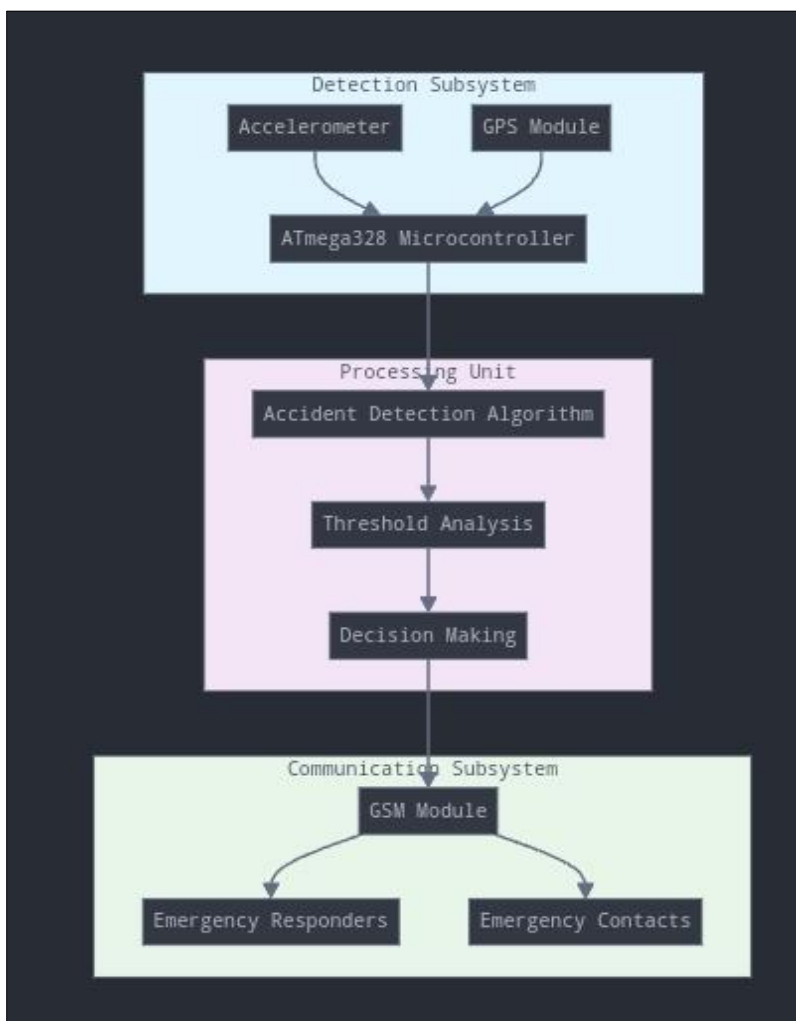 Detection Subsystem
Accelerometer
GPS Module
ATmega328 Microcontroller
Processing Unit
Accident Detection Algorithm
Threshold Analysis
Decision Making
Communication Subsystem
GSM Module
Emergency Responders
Emergency Contacts